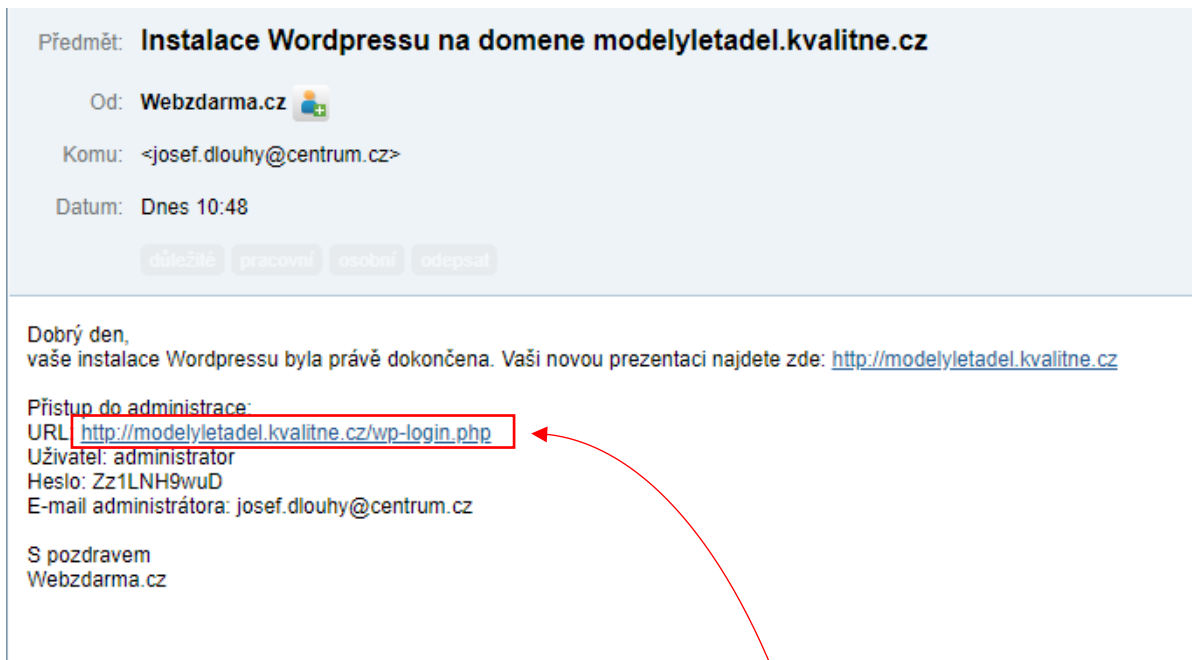 Předmět: Instalace Wordpressu na domene modelyletadel.kvalitne.cz
Od: Webzdarma.cz
Komu: <josef.dlouhy@centrum.cz>
Datum: Dnes 10:48
důležité pracovní osobní odepsat
Dobrý den,
vaše instalace Wordpressu byla právě dokončena. Vaši novou prezentaci najdete zde: http://modelyletadel.kvalitne.cz
Přistup do administrace:
URL: http://modelyletadel.kvalitne.cz/wp-login.php
Uživatel: administrator
Heslo: Zz1LNH9wuD
E-mail administrátora: josef.dlouhy@centrum.cz
S pozdravem
Webzdarma.cz